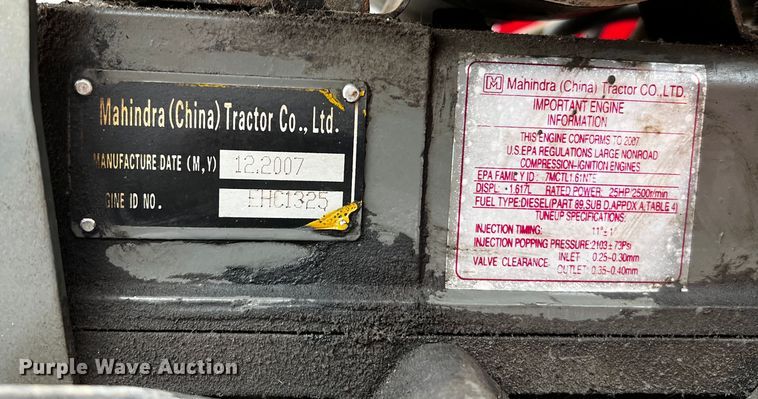 Mahindra (China) Tractor Co., Ltd.
MANUFACTURE DATE (M,Y) 12.2007
GINE ID NO. EHC1325
M Mahindra (China) Tractor CO.,LTD.
IMPORTANT ENGINE
INFORMATION
THIS ENGINE CONFORMS TO 2007
U.S.EPA REGULATIONS LARGE NONROAD
COMPRESSION-IGNITION ENGINES
EPA FAMILY ID: 7MCTL1.61NTE
DISPL: 1.617L RATED POWER: 25HP/2500r/min
FUEL TYPE:DIESEL(PART 89,SUB D,APPDX A,TABLE 4)
TUNEUP SPECIFICATIONS:
INJECTION TIMING: 11°±1°
INJECTION POPPING PRESSURE:2103±73Psi
VALVE CLEARANCE: INLET : 0.25-0.30mm
OUTLET: 0.35-0.40mm
Purple Wave Auction